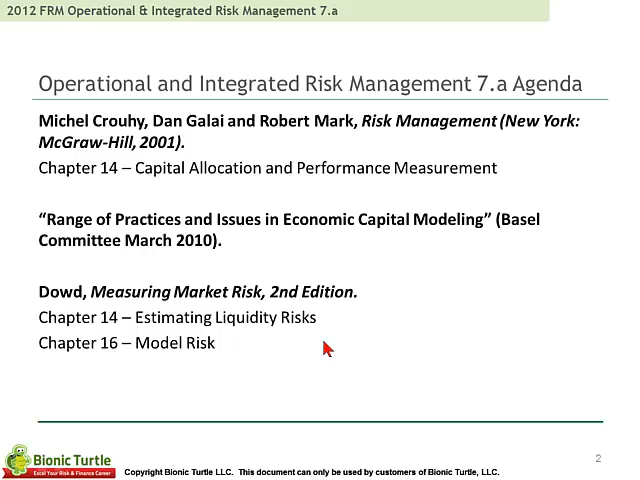 2012 FRM Operational & Integrated Risk Management 7.a
Operational and Integrated Risk Management 7.a Agenda
Michel Crouhy, Dan Galai and Robert Mark, Risk Management (New York:
McGraw-Hill, 2001).
Chapter 14 – Capital Allocation and Performance Measurement
“Range of Practices and Issues in Economic Capital Modeling” (Basel
Committee March 2010).
Dowd, Measuring Market Risk, 2nd Edition.
Chapter 14 – Estimating Liquidity Risks
Chapter 16 – Model Risk
2
Bionic Turtle
Excel Your Risk & Finance Career
Copyright Bionic Turtle LLC. This document can only be used by customers of Bionic Turtle, LLC.